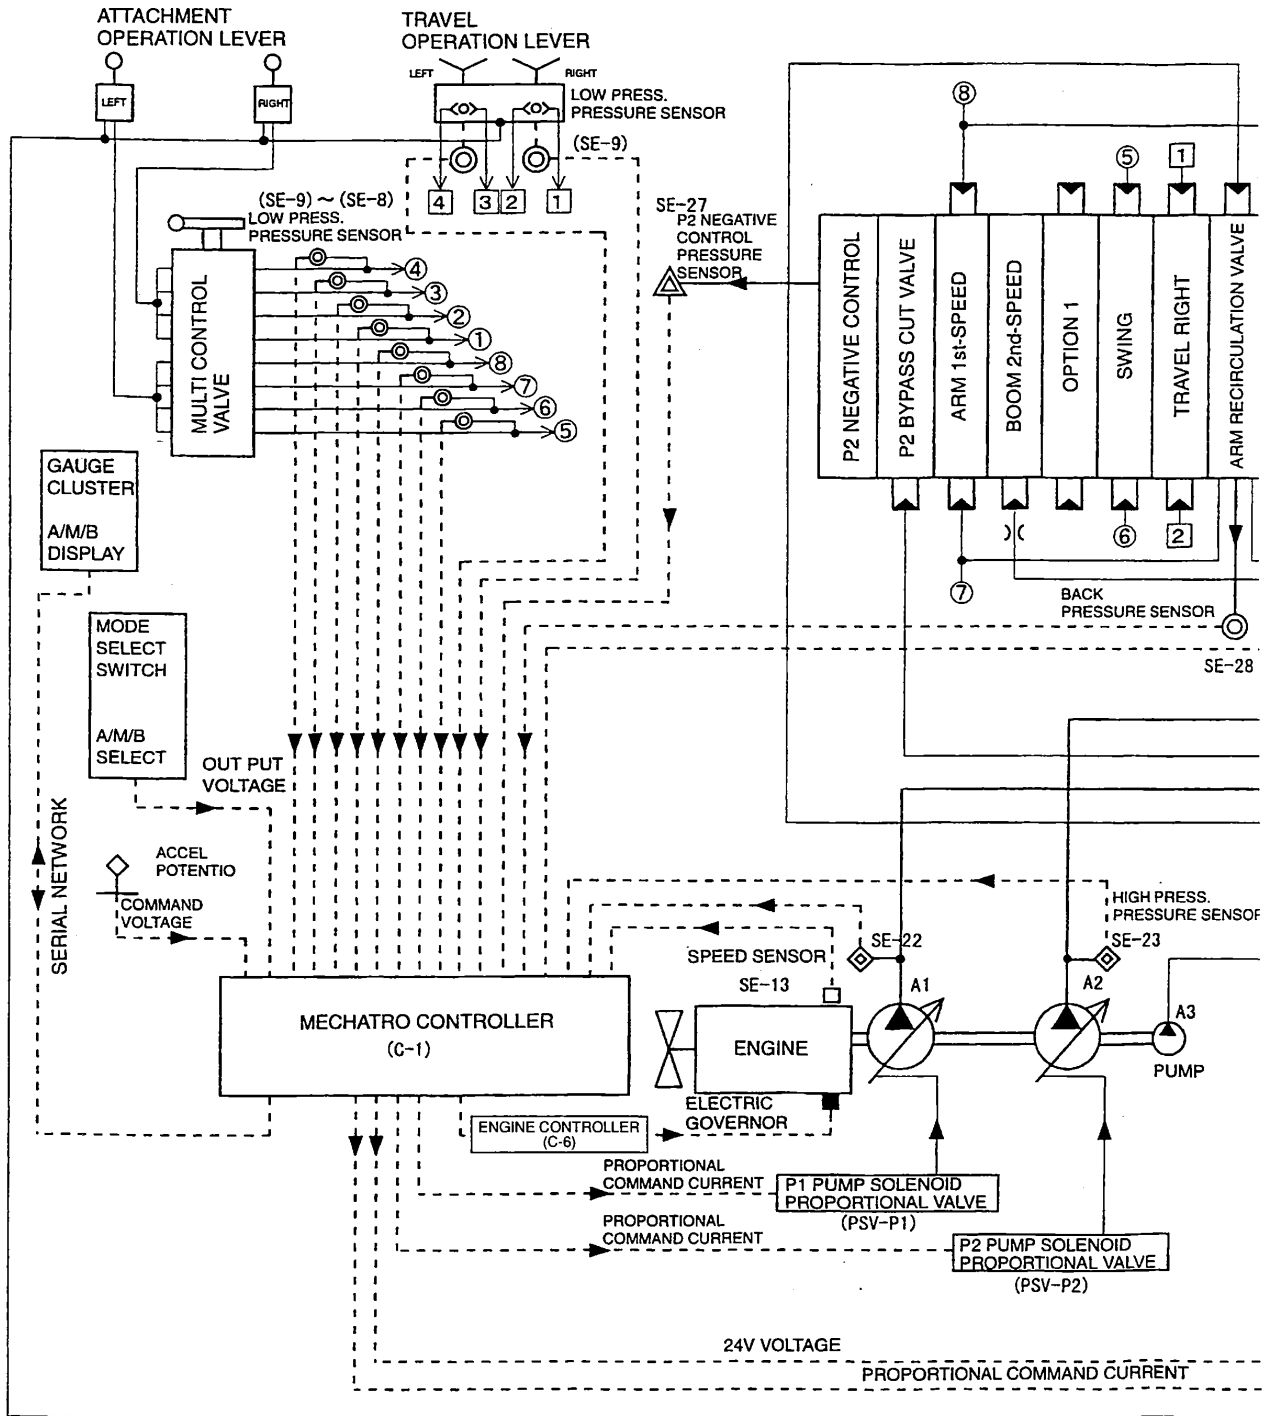 ATTACHMENT
OPERATION LEVER
TRAVEL
OPERATION LEVER
LEFT
RIGHT
LEFT
RIGHT
LOW PRESS.
PRESSURE SENSOR
(SE-9)
4
3
2
1
(SE-9)~(SE-8)
LOW PRESS.
PRESSURE SENSOR
MULTI CONTROL
VALVE
④
③
②
①
⑧
⑦
⑥
⑤
SE-27
P2 NEGATIVE
CONTROL
PRESSURE
SENSOR
⑧
⑤
1
P2 NEGATIVE CONTROL
P2 BYPASS CUT VALVE
ARM 1st-SPEED
BOOM 2nd-SPEED
OPTION 1
SWING
TRAVEL RIGHT
ARM RECIRCULATION VALVE
⑦
⑥
2
BACK
PRESSURE SENSOR
SE-28
GAUGE
CLUSTER
A/M/B
DISPLAY
MODE
SELECT
SWITCH
A/M/B
SELECT
OUT PUT
VOLTAGE
SERIAL NETWORK
ACCEL
POTENTIO
COMMAND
VOLTAGE
HIGH PRESS.
PRESSURE SENSOR
SE-22
SE-23
SPEED SENSOR
SE-13
A1
A2
A3
PUMP
MECHATRO CONTROLLER
(C-1)
ENGINE
ELECTRIC
GOVERNOR
ENGINE CONTROLLER
(C-6)
PROPORTIONAL
COMMAND CURRENT
P1 PUMP SOLENOID
PROPORTIONAL VALVE
(PSV-P1)
PROPORTIONAL
COMMAND CURRENT
P2 PUMP SOLENOID
PROPORTIONAL VALVE
(PSV-P2)
24V VOLTAGE
PROPORTIONAL COMMAND CURRENT